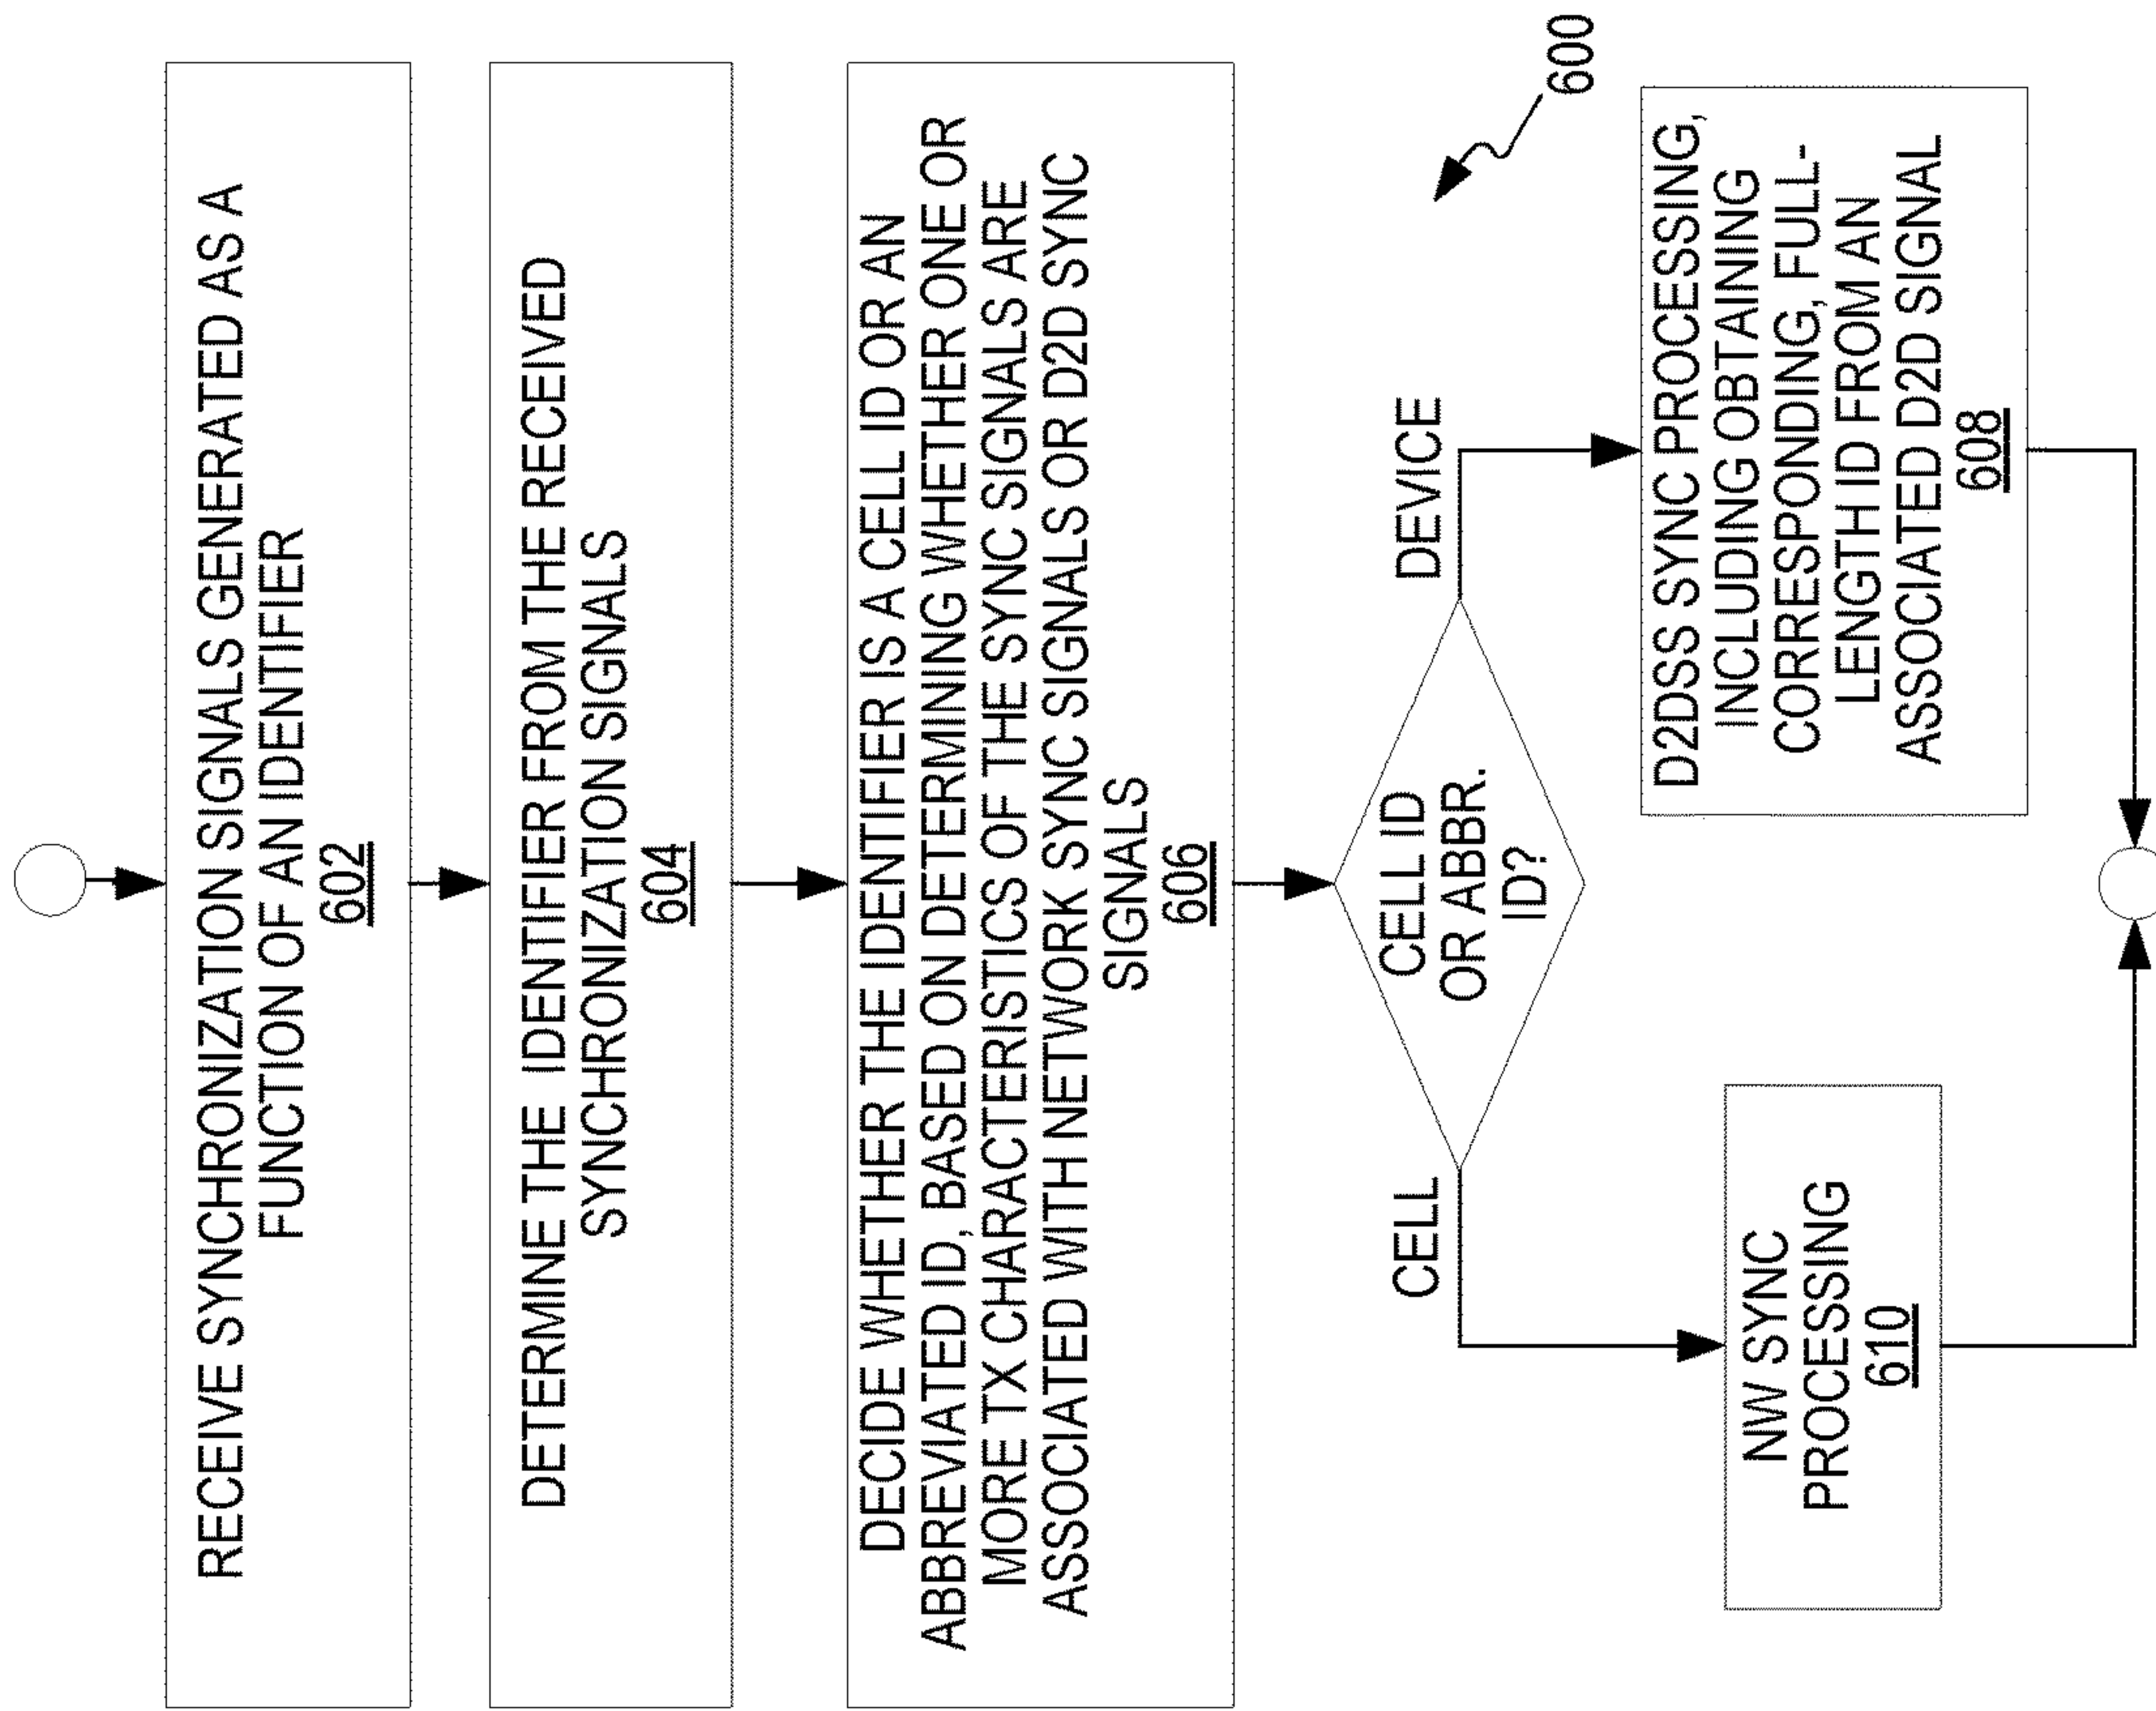 RECEIVE SYNCHRONIZATION SIGNALS GENERATED AS A
FUNCTION OF AN IDENTIFIER
602
DETERMINE THE IDENTIFIER FROM THE RECEIVED
SYNCHRONIZATION SIGNALS
604
DECIDE WHETHER THE IDENTIFIER IS A CELL ID OR AN
ABBREVIATED ID, BASED ON DETERMINING WHETHER ONE OR
MORE TX CHARACTERISTICS OF THE SYNC SIGNALS ARE
ASSOCIATED WITH NETWORK SYNC SIGNALS OR D2D SYNC
SIGNALS
606
CELL ID
OR ABBR.
ID?
CELL
DEVICE
600
NW SYNC
PROCESSING
610
D2DSS SYNC PROCESSING,
INCLUDING OBTAINING
CORRESPONDING, FULL-
LENGTH ID FROM AN
ASSOCIATED D2D SIGNAL
608